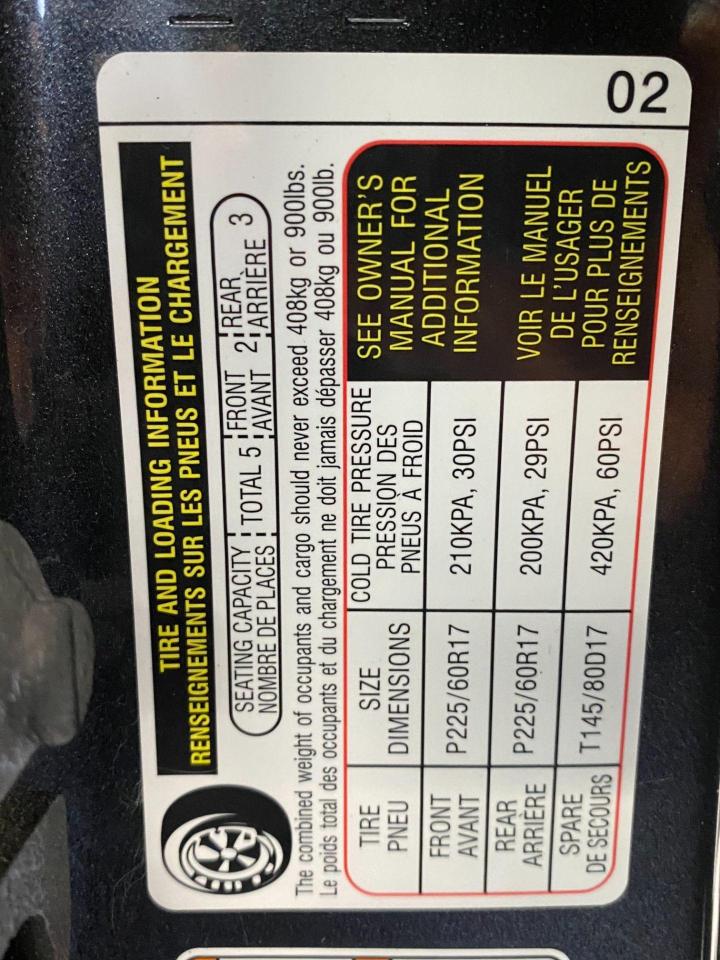 TIRE AND LOADING INFORMATION
RENSEIGNEMENTS SUR LES PNEUS ET LE CHARGEMENT
02
SEATING CAPACITY TOTAL 5 FRONT 2 REAR 3
NOMBRE DE PLACES AVANT ARRIÈRE
The combined weight of occupants and cargo should never exceed 408kg or 900lbs.
Le poids total des occupants et du chargement ne doit jamais dépasser 408kg ou 900lb.
TIRE
PNEU
SIZE
DIMENSIONS
COLD TIRE PRESSURE
PRESSION DES
PNEUS À FROID
FRONT
AVANT
P225/60R17
210KPA, 30PSI
REAR
ARRIÈRE
P225/60R17
200KPA, 29PSI
SPARE
DE SECOURS
T145/80D17
420KPA, 60PSI
SEE OWNER'S
MANUAL FOR
ADDITIONAL
INFORMATION
VOIR LE MANUEL
DE L'USAGER
POUR PLUS DE
RENSEIGNEMENTS